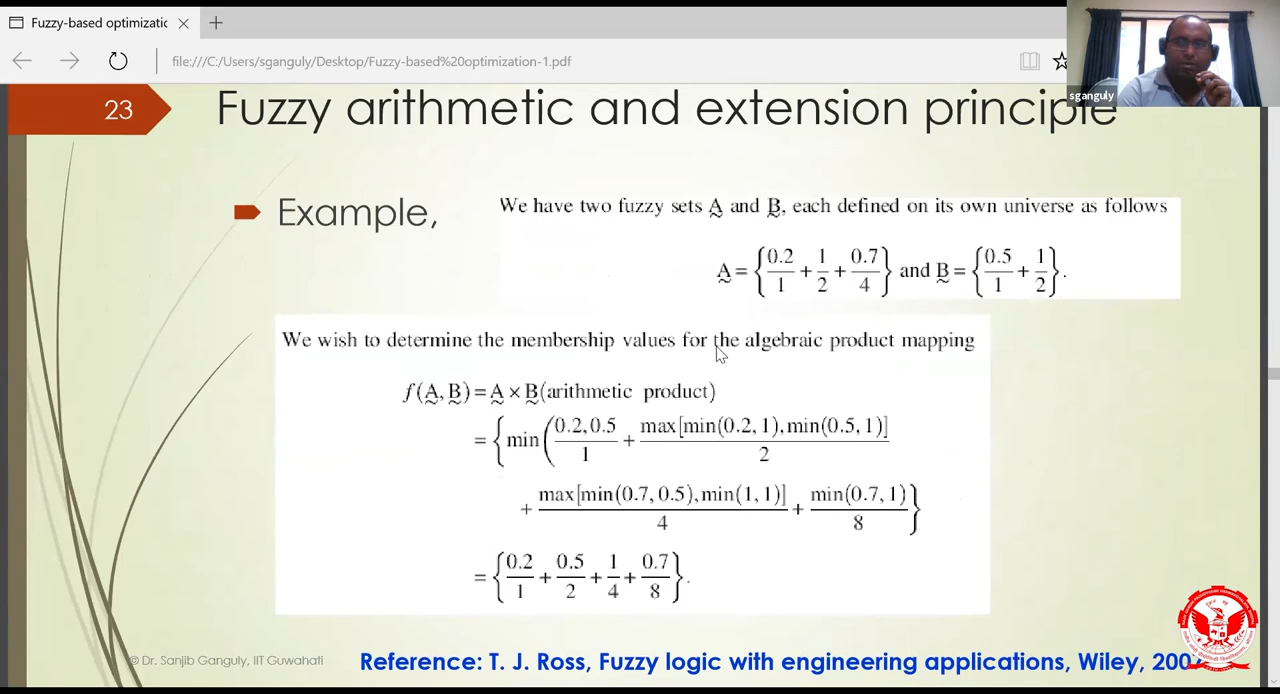 Fuzzy-based optimizatic
file:///C:/Users/sganguly/Desktop/Fuzzy-based%20optimization-1.pdf
sganguly
23
Fuzzy arithmetic and extension principle
Example,
We have two fuzzy sets A and B, each defined on its own universe as follows
A = {0.2/1 + 1/2 + 0.7/4} and B = {0.5/1 + 1/2}.
We wish to determine the membership values for the algebraic product mapping
f(A, B) = A × B (arithmetic product)
= { min (0.2, 0.5/1 + max[min(0.2, 1), min(0.5, 1)]/2
+ max[min(0.7, 0.5), min(1, 1)]/4 + min(0.7, 1)/8 }
= {0.2/1 + 0.5/2 + 1/4 + 0.7/8}.
© Dr. Sanjib Ganguly, IIT Guwahati
Reference: T. J. Ross, Fuzzy logic with engineering applications, Wiley,